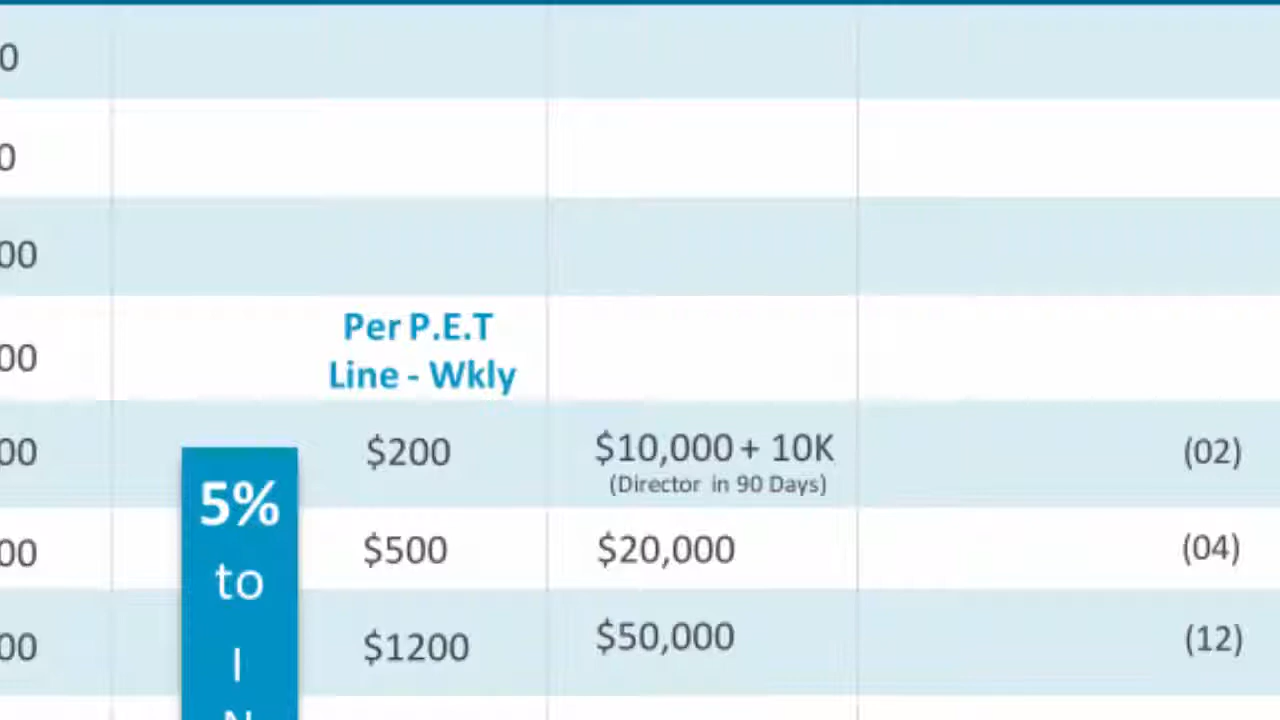 0
0
00
Per P.E.T
Line - Wkly
00
00 $200 $10,000 + 10K (02)
(Director in 90 Days)
5%
00 $500 $20,000 (04)
to
00 $1200 $50,000 (12)
I
N